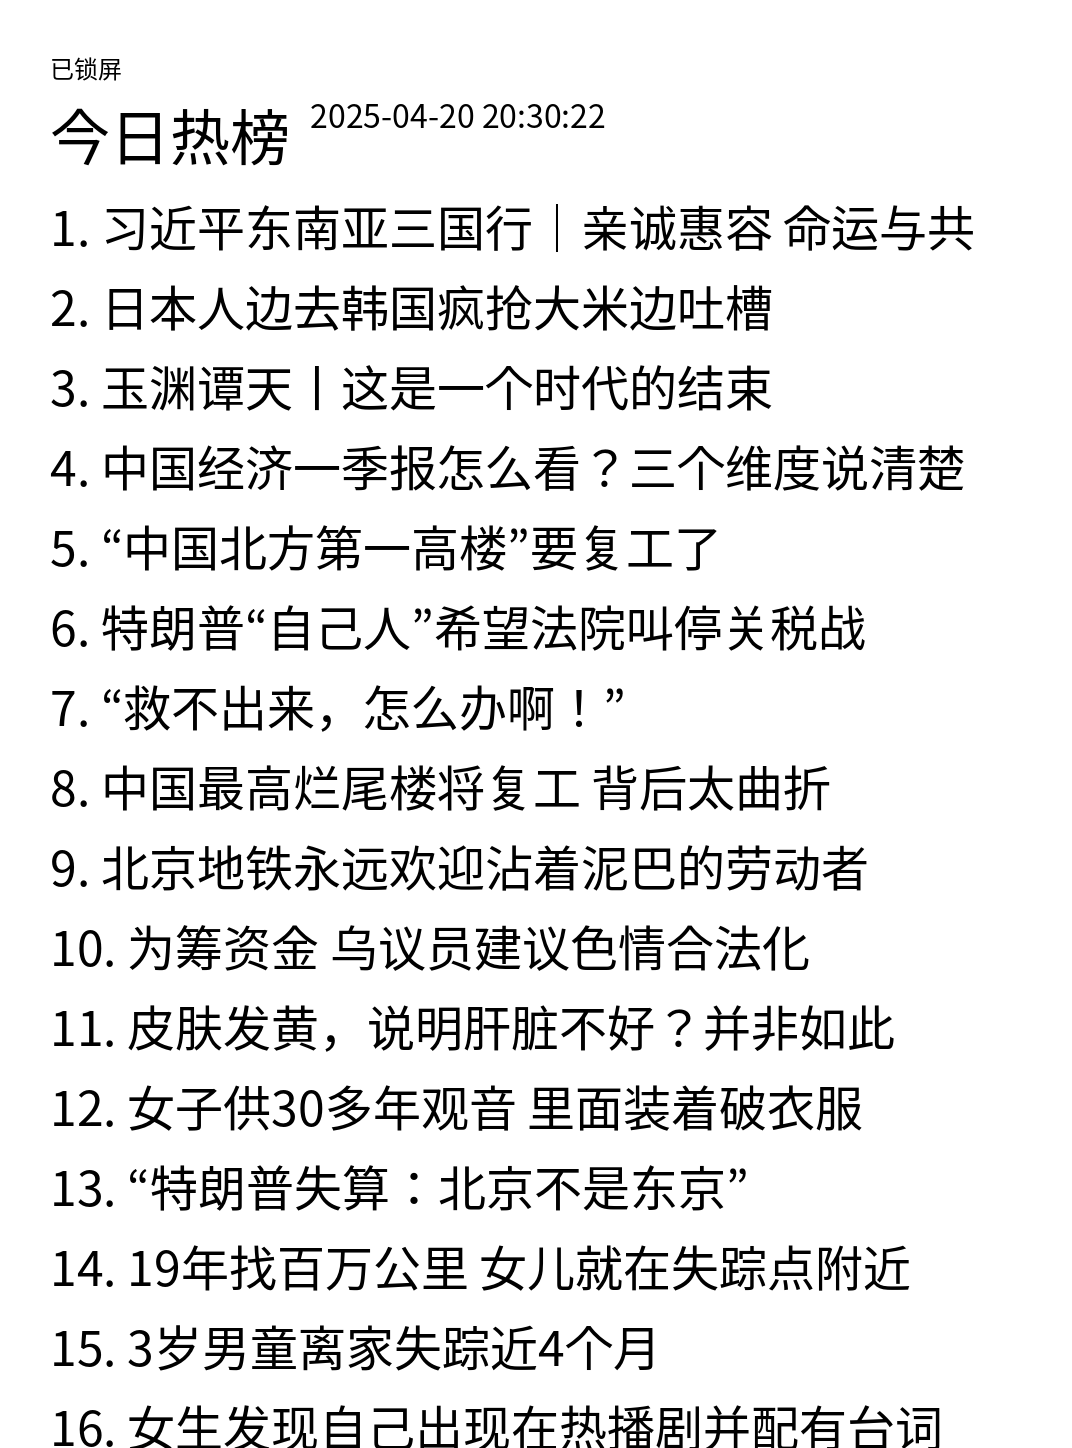 已锁屏
今日热榜 2025-04-20 20:30:22
1. 习近平东南亚三国行｜亲诚惠容 命运与共
2. 日本人边去韩国疯抢大米边吐槽
3. 玉渊谭天丨这是一个时代的结束
4. 中国经济一季报怎么看？三个维度说清楚
5. “中国北方第一高楼”要复工了
6. 特朗普“自己人”希望法院叫停关税战
7. “救不出来，怎么办啊！”
8. 中国最高烂尾楼将复工 背后太曲折
9. 北京地铁永远欢迎沾着泥巴的劳动者
10. 为筹资金 乌议员建议色情合法化
11. 皮肤发黄，说明肝脏不好？并非如此
12. 女子供30多年观音 里面装着破衣服
13. “特朗普失算：北京不是东京”
14. 19年找百万公里 女儿就在失踪点附近
15. 3岁男童离家失踪近4个月
16. 女生发现自己出现在热播剧并配有台词